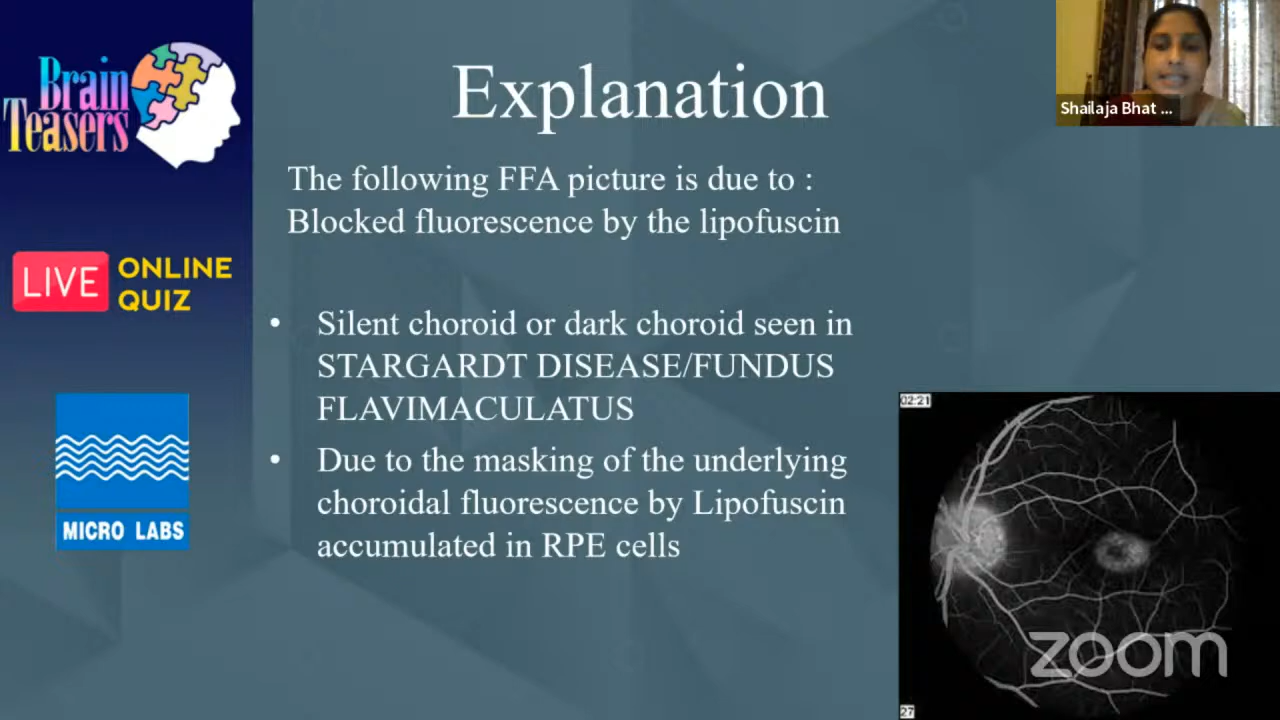 Brain
Teasers
LIVE ONLINE
QUIZ
MICRO LABS
Explanation
The following FFA picture is due to :
Blocked fluorescence by the lipofuscin
• Silent choroid or dark choroid seen in
STARGARDT DISEASE/FUNDUS
FLAVIMACULATUS
• Due to the masking of the underlying
choroidal fluorescence by Lipofuscin
accumulated in RPE cells
Shailaja Bhat ...
02:21
27
zoom